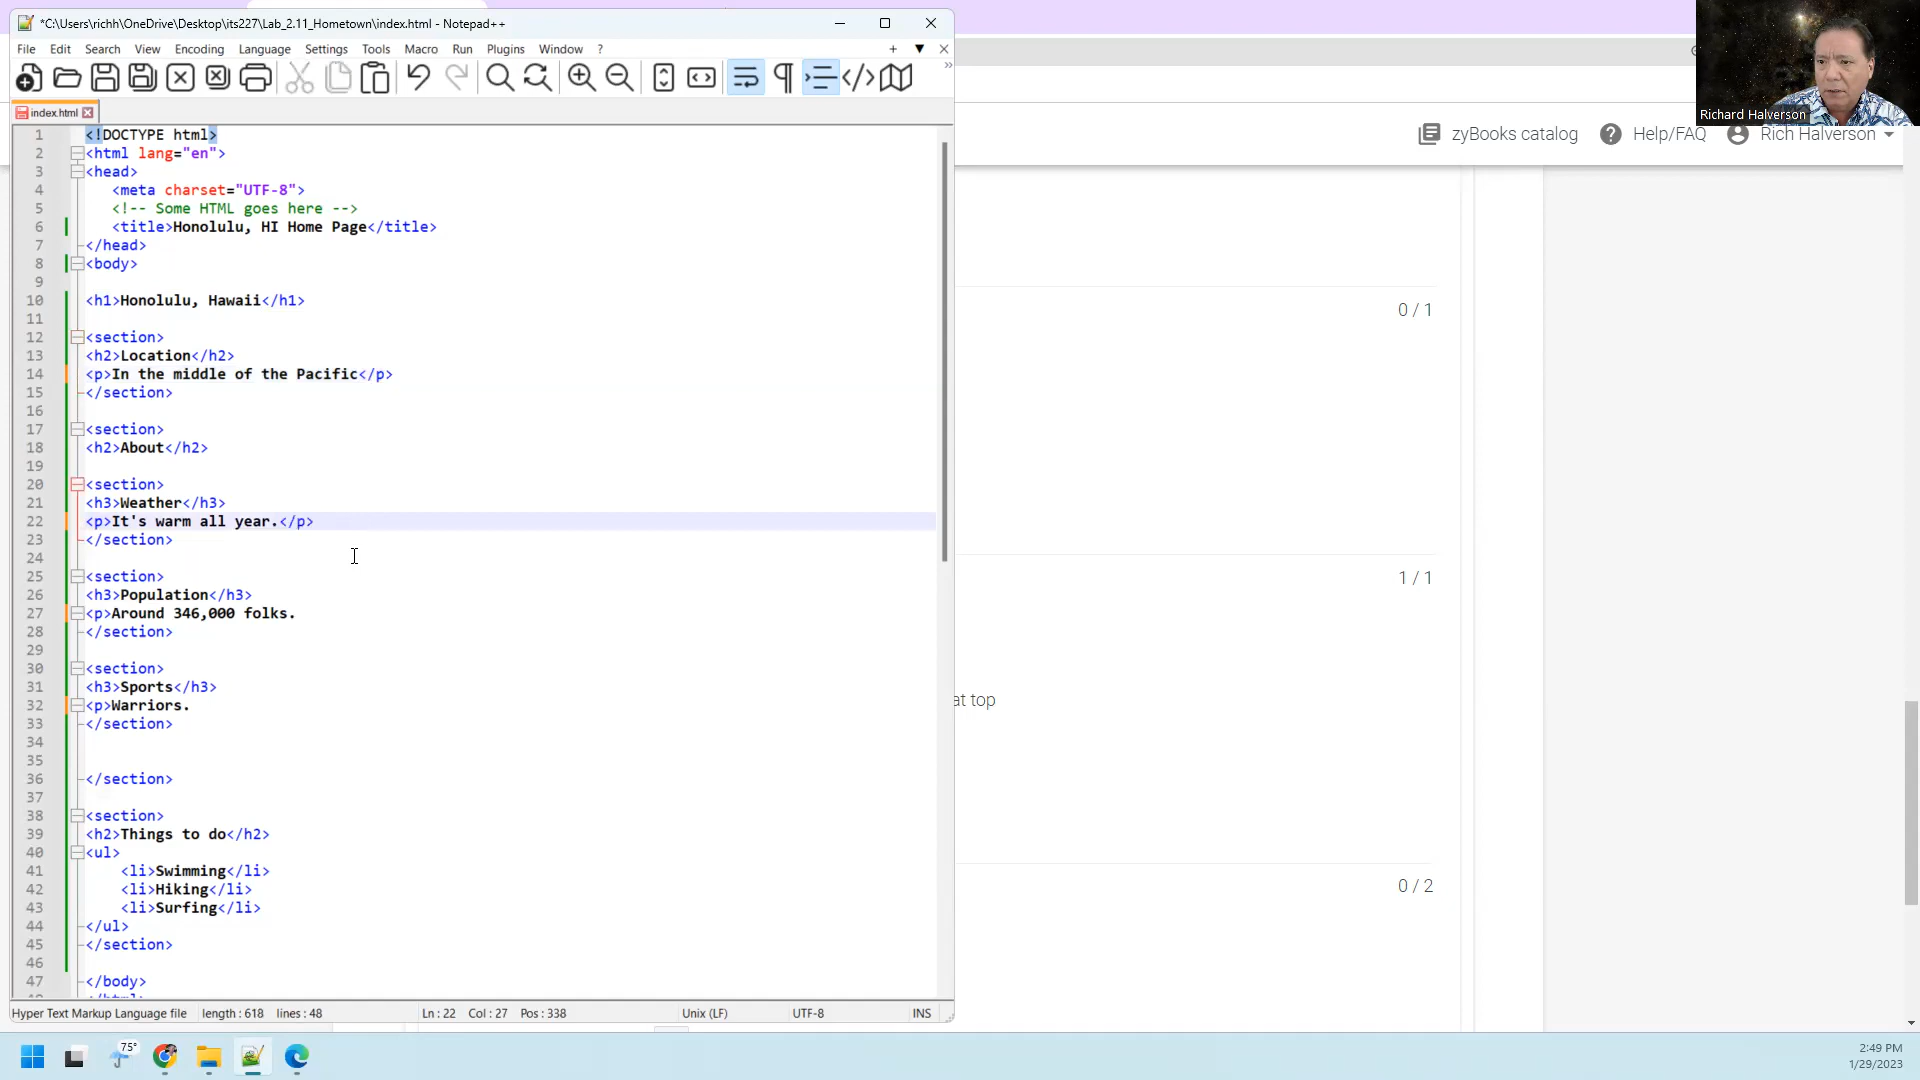 *C:\Users\richh\OneDrive\Desktop\its227\Lab_2.11_Hometown\index.html - Notepad++
File Edit Search View Encoding Language Settings Tools Macro Run Plugins Window ?
index.html
1 <!DOCTYPE html>
2 <html lang="en">
3 <head>
4 <meta charset="UTF-8">
5 <!-- Some HTML goes here -->
6 <title>Honolulu, HI Home Page</title>
7 </head>
8 <body>
9
10 <h1>Honolulu, Hawaii</h1>
11
12 <section>
13 <h2>Location</h2>
14 <p>In the middle of the Pacific</p>
15 </section>
16
17 <section>
18 <h2>About</h2>
19
20 <section>
21 <h3>Weather</h3>
22 <p>It's warm all year.</p>
23 </section>
24
25 <section>
26 <h3>Population</h3>
27 <p>Around 346,000 folks.
28 </section>
29
30 <section>
31 <h3>Sports</h3>
32 <p>Warriors.
33 </section>
34
35
36 </section>
37
38 <section>
39 <h2>Things to do</h2>
40 <ul>
41 <li>Swimming</li>
42 <li>Hiking</li>
43 <li>Surfing</li>
44 </ul>
45 </section>
46
47 </body>
Hyper Text Markup Language file length : 618 lines : 48 Ln : 22 Col : 27 Pos : 338 Unix (LF) UTF-8 INS
Richard Halverson
zyBooks catalog Help/FAQ Rich Halverson
0 / 1
1 / 1
at top
0 / 2
75°
2:49 PM
1/29/2023